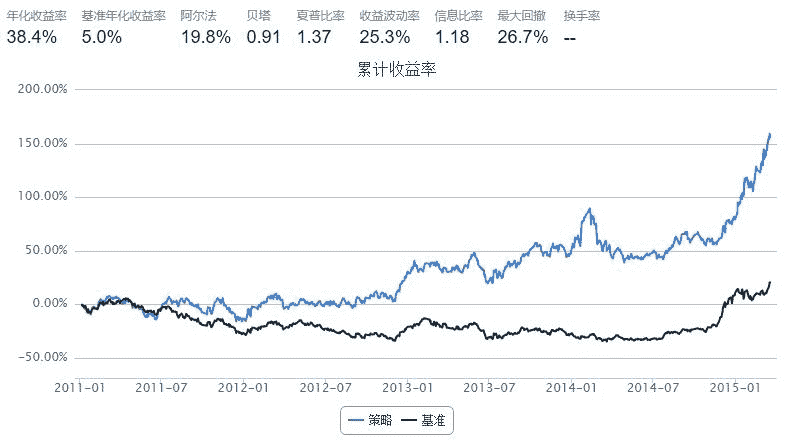 年化收益率 基准年化收益率 阿尔法 贝塔 夏普比率 收益波动率 信息比率 最大回撤 换手率
38.4% 5.0% 19.8% 0.91 1.37 25.3% 1.18 26.7% --
累计收益率
200.00%
150.00%
100.00%
50.00%
0.00%
-50.00%
2011-01 2011-07 2012-01 2012-07 2013-01 2013-07 2014-01 2014-07 2015-01
策略 基准